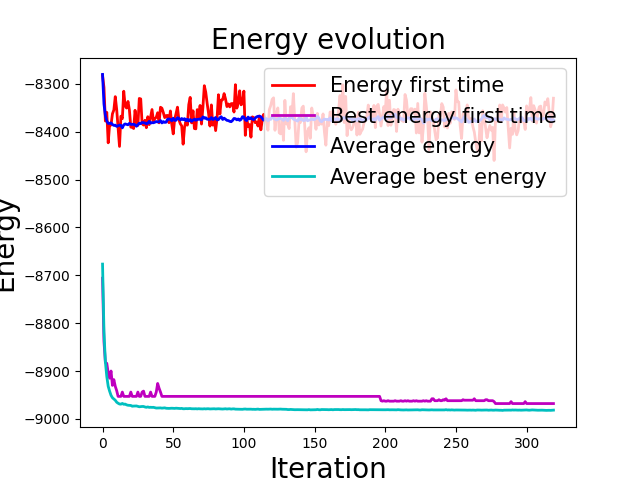 Energy evolution
Energy first time
Best energy first time
Average energy
Average best energy
Energy
−8300
−8400
−8500
−8600
−8700
−8800
−8900
−9000
0 50 100 150 200 250 300
Iteration